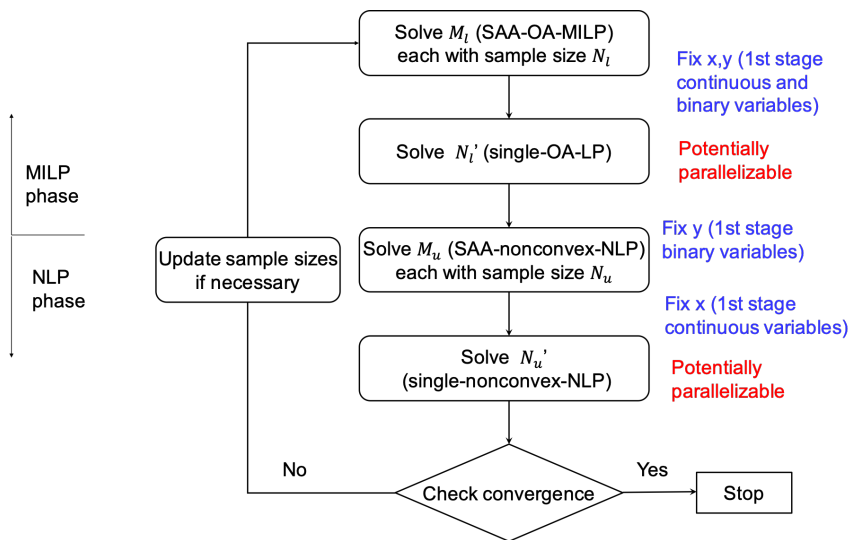 Solve M_l (SAA-OA-MILP)
each with sample size N_l
Fix x,y (1st stage
continuous and
binary variables)
Solve N_l' (single-OA-LP)
Potentially
parallelizable
MILP
phase
NLP
phase
Update sample sizes
if necessary
Solve M_u (SAA-nonconvex-NLP)
each with sample size N_u
Fix y (1st stage
binary variables)
Fix x (1st stage
continuous variables)
Solve N_u'
(single-nonconvex-NLP)
Potentially
parallelizable
No
Check convergence
Yes
Stop